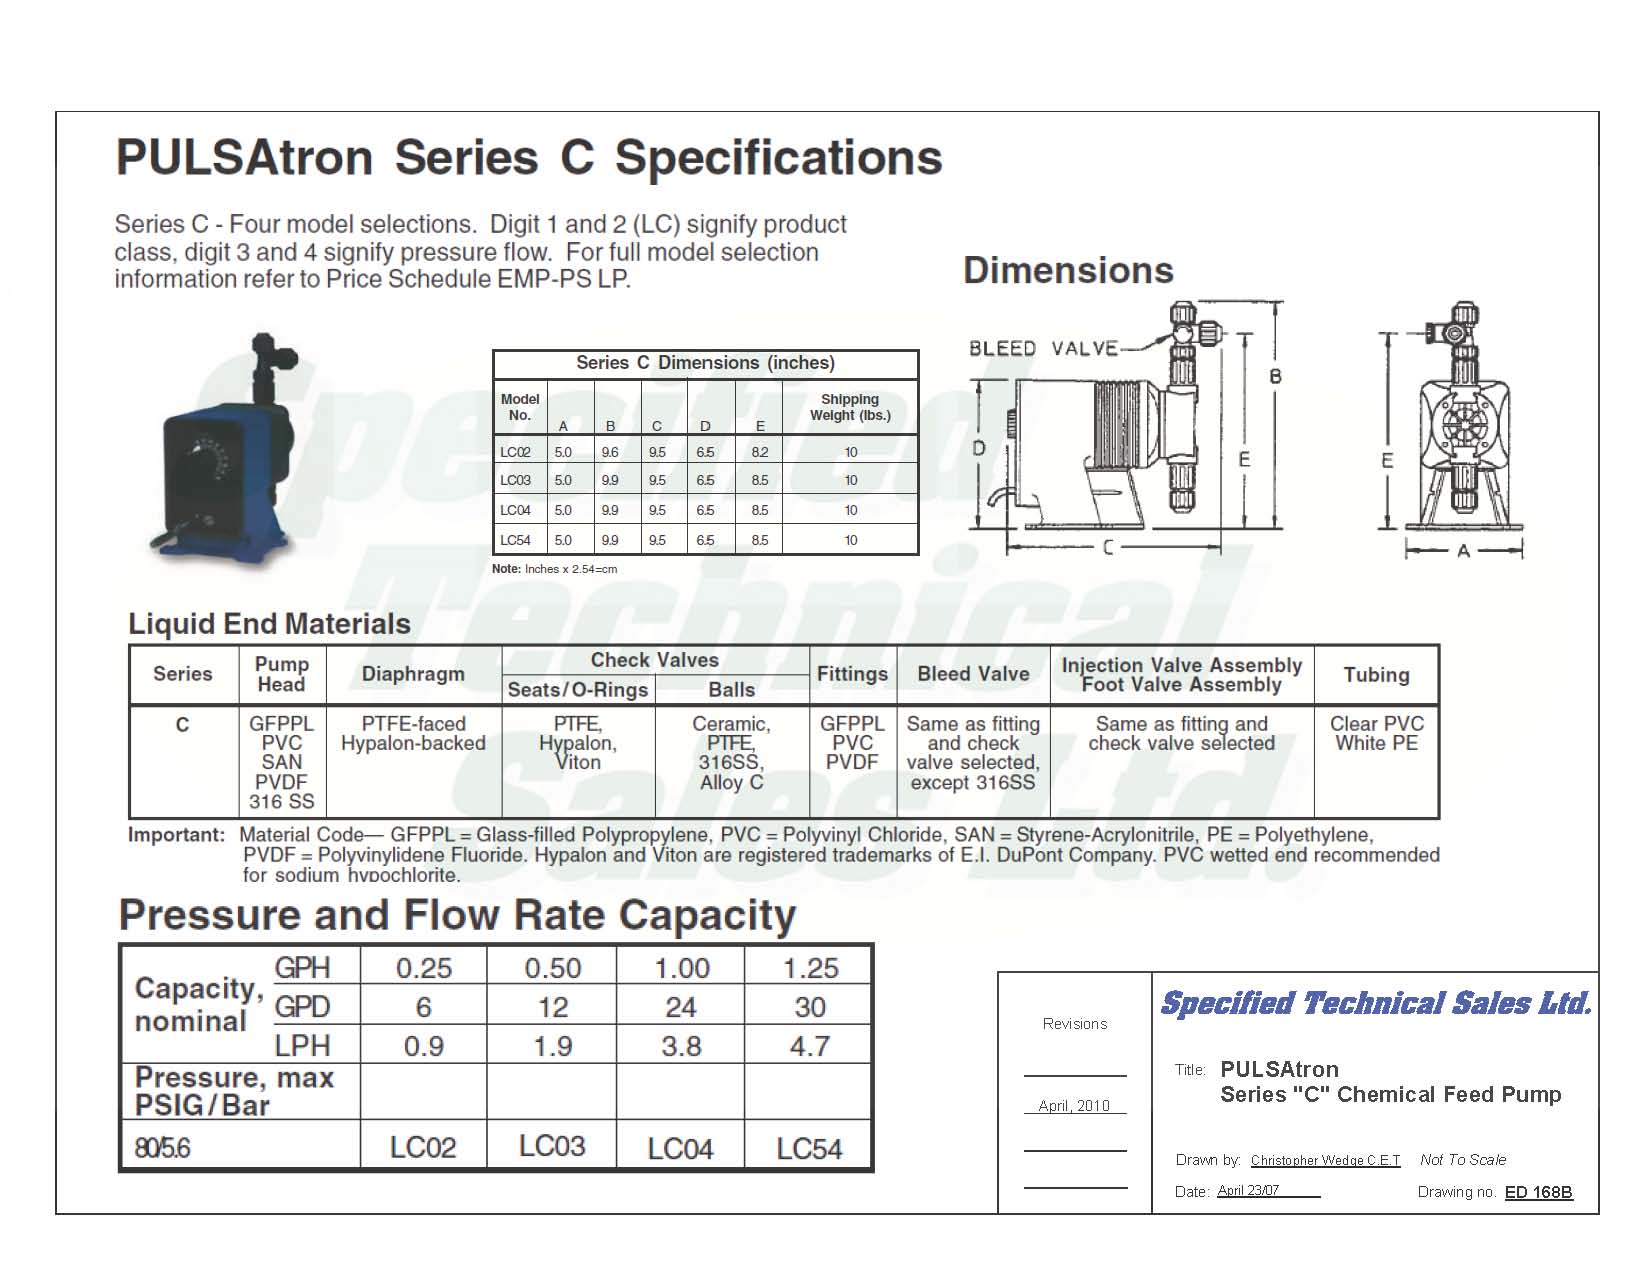 PULSAtron Series C Specifications
Series C - Four model selections. Digit 1 and 2 (LC) signify product
class, digit 3 and 4 signify pressure flow. For full model selection
information refer to Price Schedule EMP-PS LP.
Dimensions
BLEED VALVE
B
D
E
C
E
A
Series C Dimensions (inches)
Model No. A B C D E Shipping Weight (lbs.)
LC02 5.0 9.6 9.5 6.5 8.2 10
LC03 5.0 9.9 9.5 6.5 8.5 10
LC04 5.0 9.9 9.5 6.5 8.5 10
LC54 5.0 9.9 9.5 6.5 8.5 10
Note: Inches x 2.54=cm
Specified
Technical
Sales Ltd.
Liquid End Materials
Series Pump Head Diaphragm Check Valves Fittings Bleed Valve Injection Valve Assembly Foot Valve Assembly Tubing
Seats/O-Rings Balls
C GFPPL PTFE-faced PTFE, Ceramic, GFPPL Same as fitting Same as fitting and Clear PVC
PVC Hypalon-backed Hypalon, PTFE, PVC and check check valve selected White PE
SAN Viton 316SS, PVDF valve selected,
PVDF Alloy C except 316SS
316 SS
Important: Material Code— GFPPL = Glass-filled Polypropylene, PVC = Polyvinyl Chloride, SAN = Styrene-Acrylonitrile, PE = Polyethylene,
PVDF = Polyvinylidene Fluoride. Hypalon and Viton are registered trademarks of E.I. DuPont Company. PVC wetted end recommended
for sodium hypochlorite.
Pressure and Flow Rate Capacity
Capacity, nominal GPH 0.25 0.50 1.00 1.25
GPD 6 12 24 30
LPH 0.9 1.9 3.8 4.7
Pressure, max
PSIG/Bar
80/5.6 LC02 LC03 LC04 LC54
Revisions
April, 2010
Specified Technical Sales Ltd.
Title: PULSAtron
Series "C" Chemical Feed Pump
Drawn by: Christopher Wedge C.E.T Not To Scale
Date: April 23/07 Drawing no. ED 168B